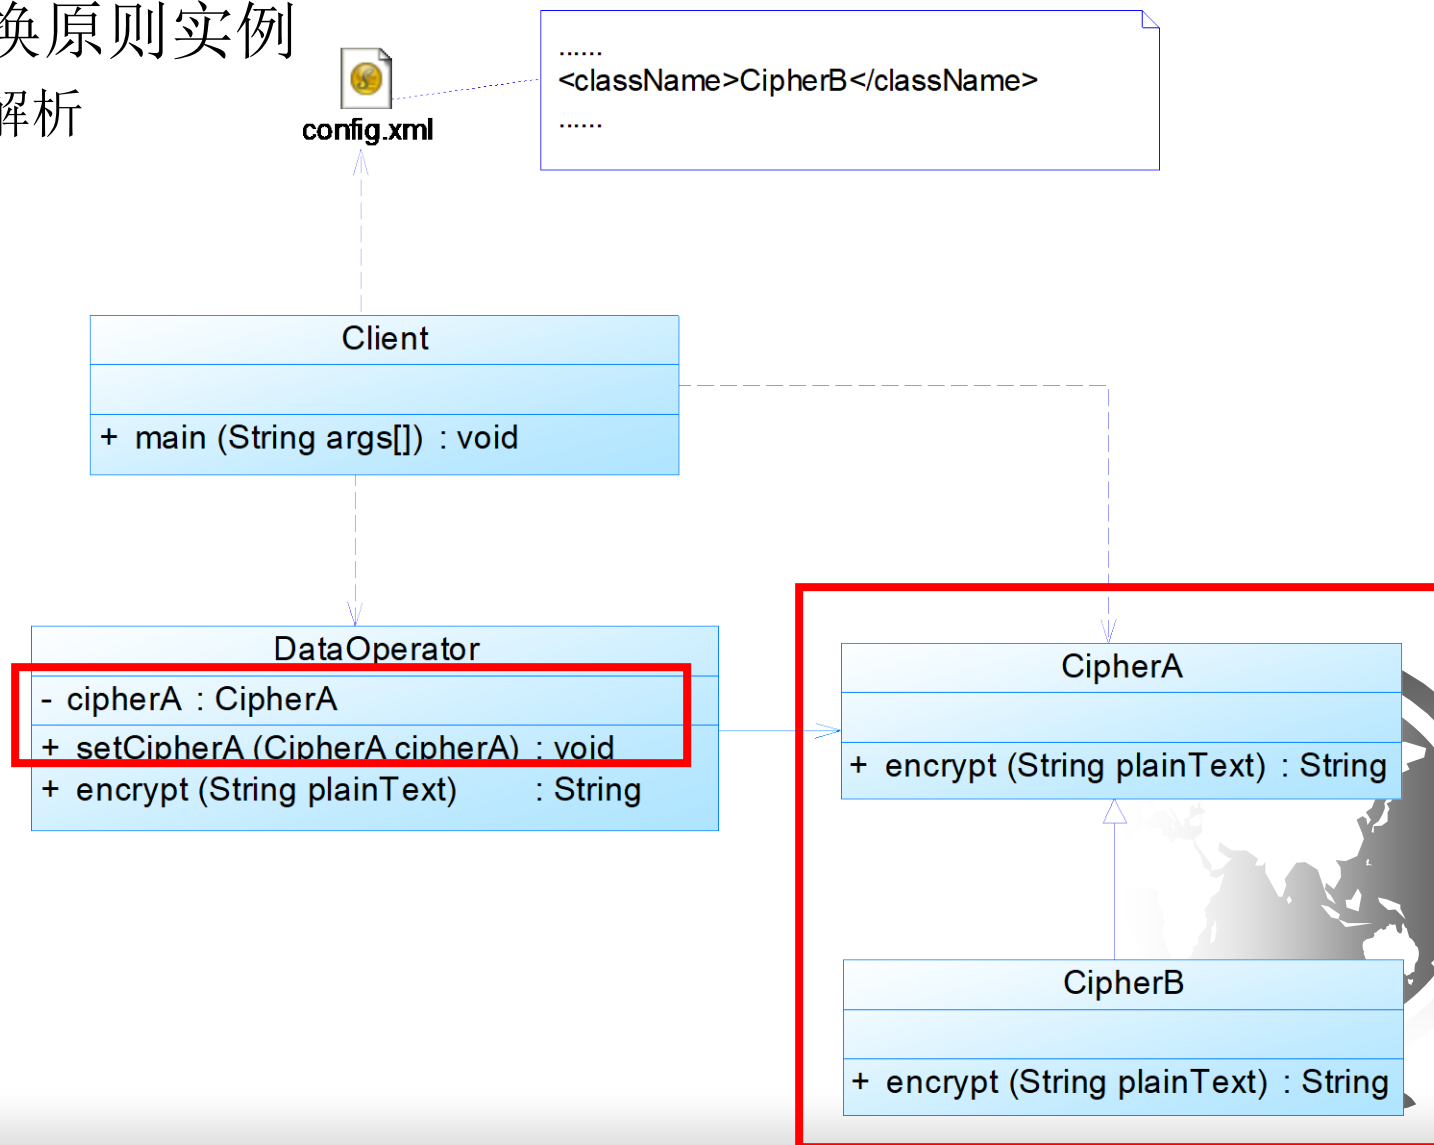 换原则实例
解析
config.xml
......
<className>CipherB</className>
......
Client
+ main (String args[]) : void
DataOperator
- cipherA : CipherA
+ setCipherA (CipherA cipherA) : void
+ encrypt (String plainText) : String
CipherA
+ encrypt (String plainText) : String
CipherB
+ encrypt (String plainText) : String